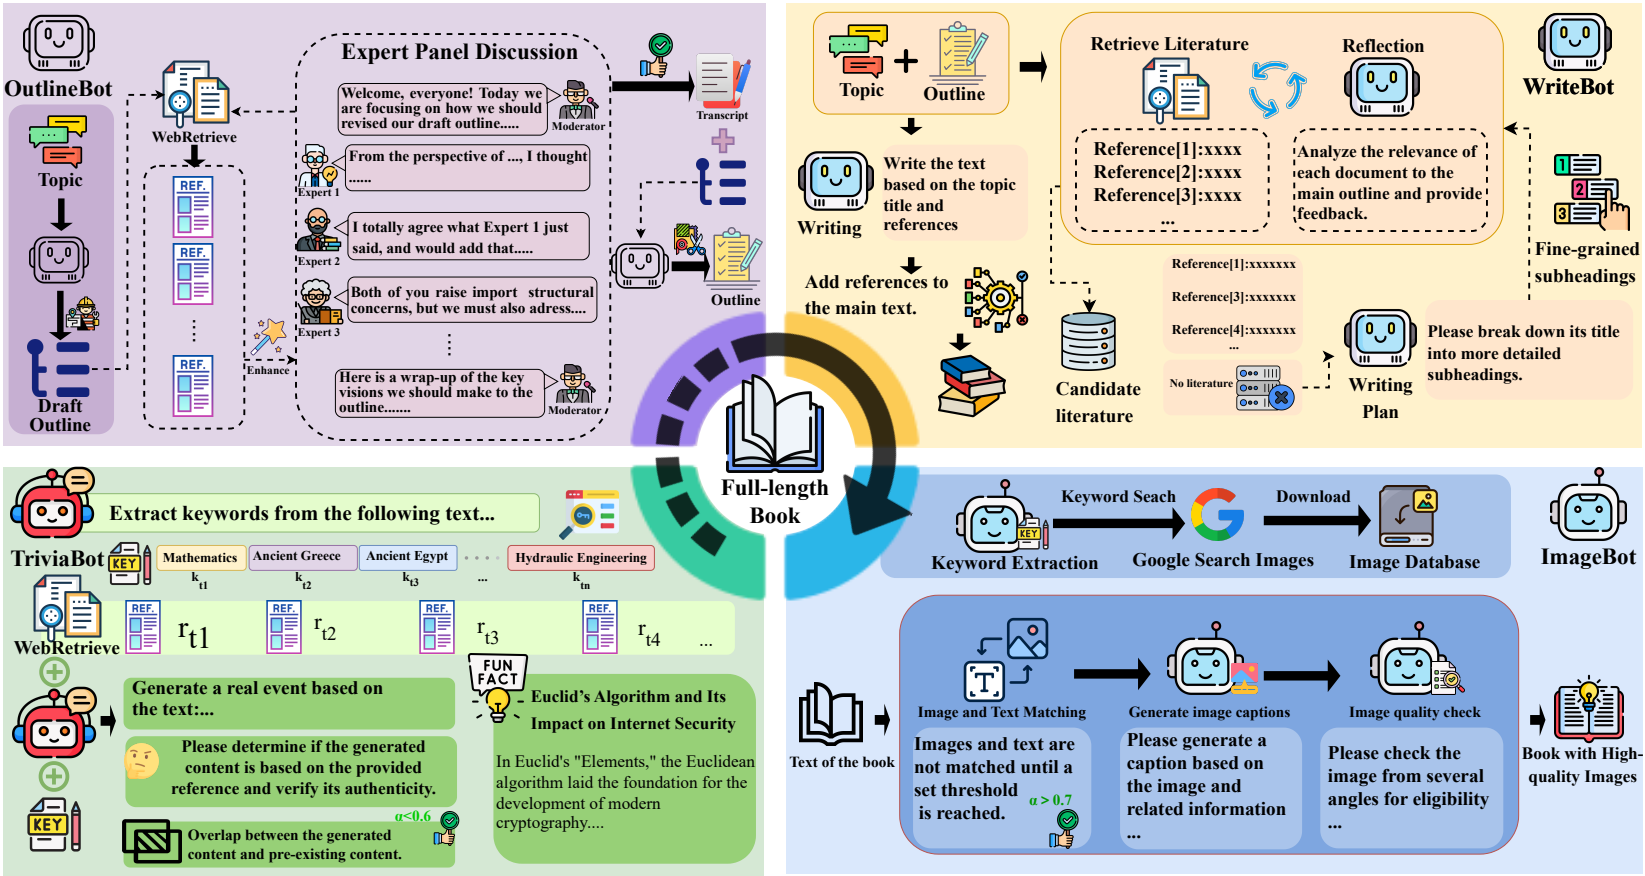 OutlineBot
Topic
Draft
Outline
WebRetrieve
REF.
REF.
REF.
Enhance
Expert Panel Discussion
Welcome, everyone! Today we
are focusing on how we should
revised our draft outline.....
Moderator
Expert 1
From the perspective of ..., I thought
......
Expert 2
I totally agree what Expert 1 just
said, and would add that.....
Expert 3
Both of you raise import structural
concerns, but we must also adress....
Here is a wrap-up of the key
visions we should make to the
outline.......
Moderator
Transcript
Outline
Topic
Outline
Writing
Write the text
based on the topic
title and
references
Add references to
the main text.
Retrieve Literature
Reflection
Reference[1]:xxxx
Reference[2]:xxxx
Reference[3]:xxxx
...
Analyze the relevance of
each document to the
main outline and provide
feedback.
WriteBot
1
2
3
Fine-grained
subheadings
Candidate
literature
Reference[1]:xxxxxxx
Reference[3]:xxxxxxx
Reference[4]:xxxxxxx
...
No literature
Writing
Plan
Please break down its title
into more detailed
subheadings.
Full-length
Book
TriviaBot
Extract keywords from the following text...
KEY
Mathematics
Ancient Greece
Ancient Egypt
Hydraulic Engineering
kt1
kt2
kt3
...
ktn
WebRetrieve
REF.
rt1
REF.
rt2
REF.
rt3
REF.
rt4
...
KEY
Generate a real event based on
the text:...
Please determine if the generated
content is based on the provided
reference and verify its authenticity.
α<0.6
Overlap between the generated
content and pre-existing content.
FUN
FACT
Euclid's Algorithm and Its
Impact on Internet Security
In Euclid's "Elements," the Euclidean
algorithm laid the foundation for the
development of modern
cryptography....
KEY
Keyword Extraction
Keyword Seach
Google Search Images
Download
Image Database
ImageBot
Text of the book
T
Image and Text Matching
Generate image captions
Image quality check
Images and text are
not matched until a
set threshold
is reached.
α > 0.7
Please generate a
caption based on
the image and
related information
...
Please check the
image from several
angles for eligibility
...
Book with High-
quality Images